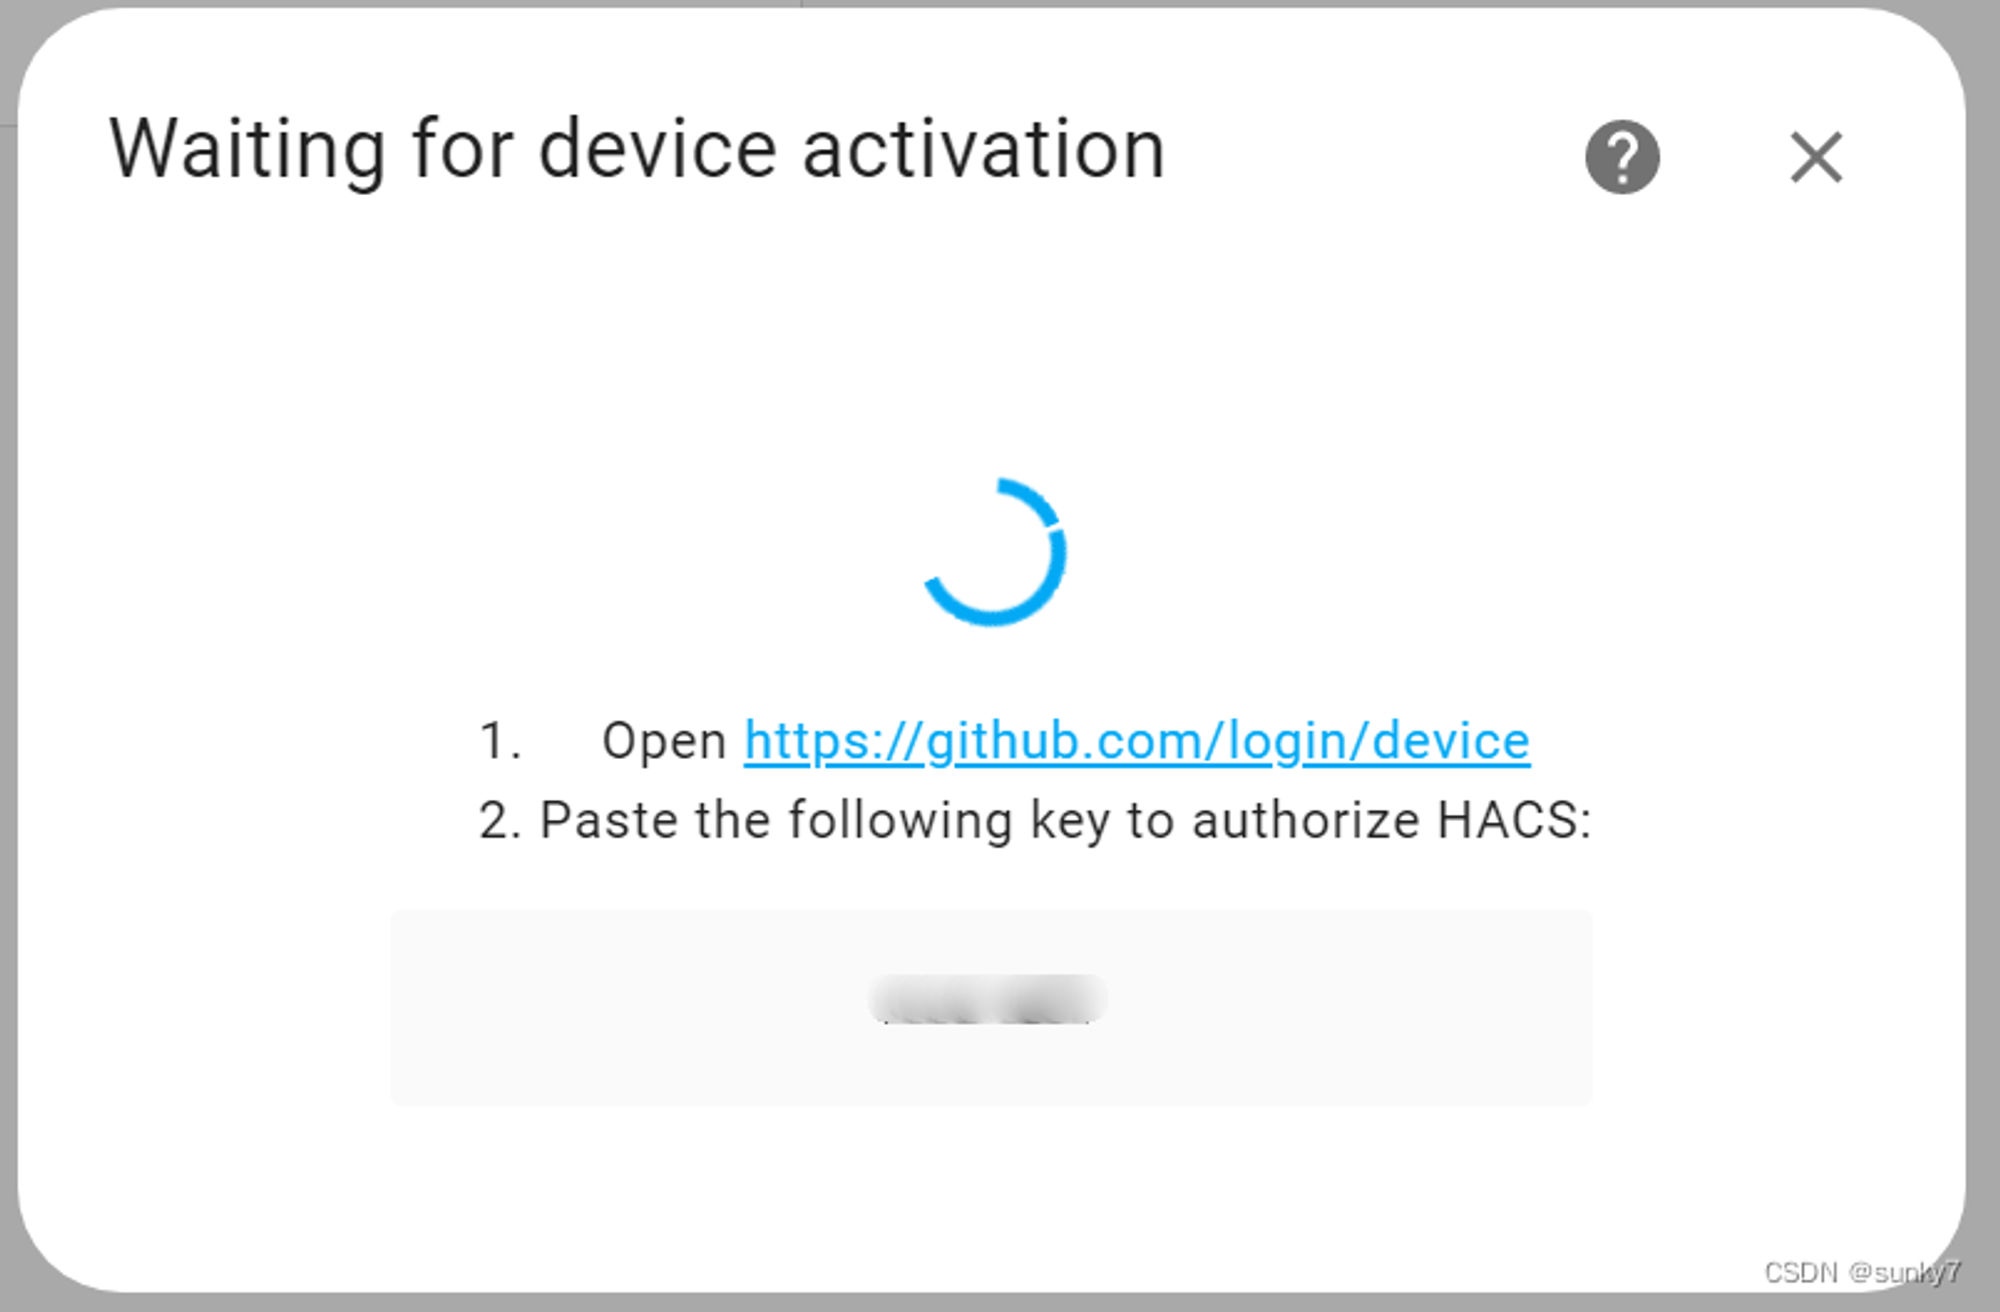 Waiting for device activation
1. Open https://github.com/login/device
2. Paste the following key to authorize HACS:
CSDN @sunky7